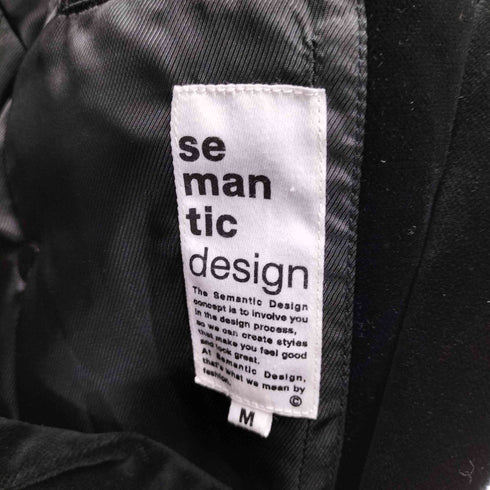 se
man
tic
design
The Semantic Design
concept is to involve you
in the design process,
so we can create styles
that make you feel good
and look great.
At Semantic Design,
that's what we mean by
fashion.
©
M